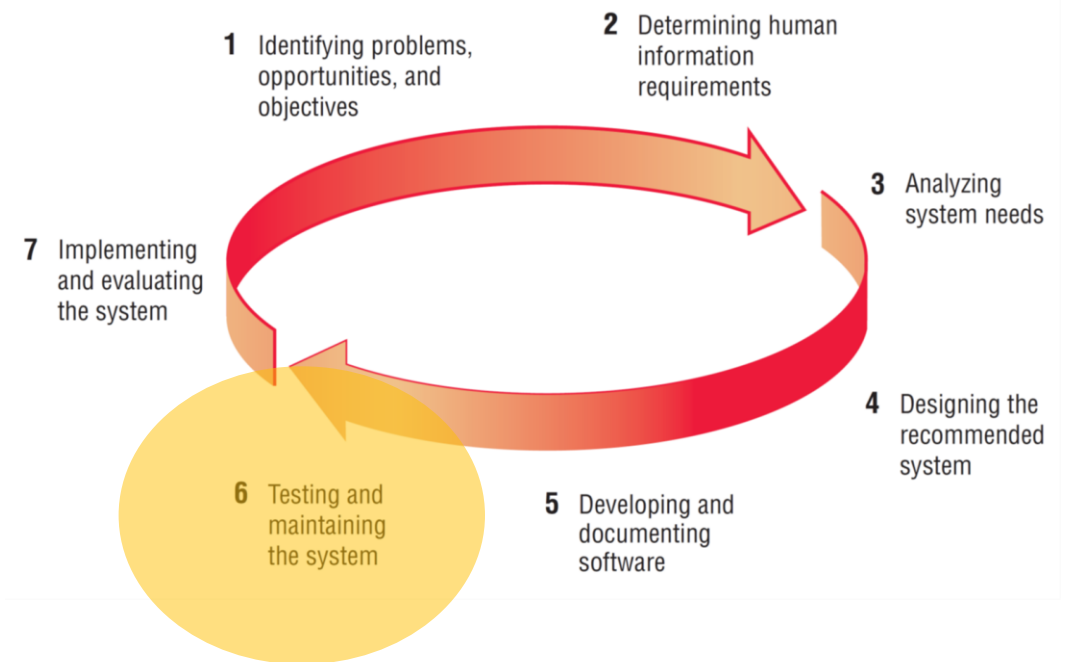 1 Identifying problems,
opportunities, and
objectives
2 Determining human
information
requirements
3 Analyzing
system needs
4 Designing the
recommended
system
5 Developing and
documenting
software
6 Testing and
maintaining
the system
7 Implementing
and evaluating
the system